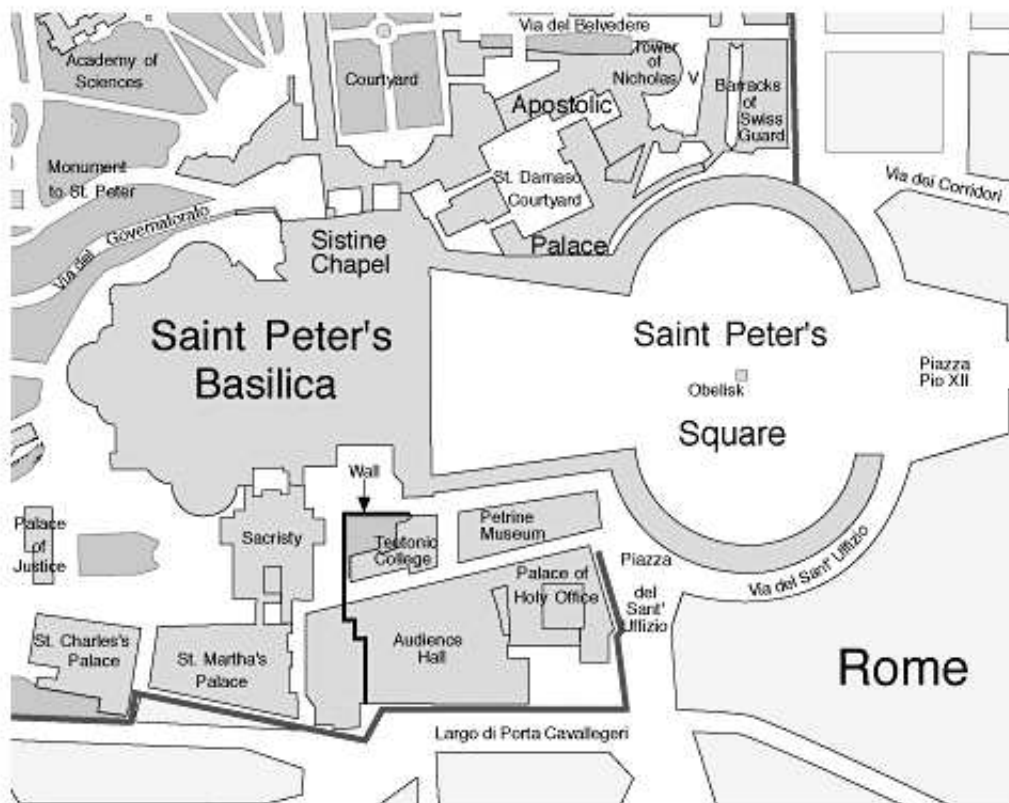 Via del Belvedere
Academy of
Sciences
Courtyard
Tower
of
Nicholas V
Apostolic
Barracks
of
Swiss
Guard
Monument
to St. Peter
St. Damaso
Courtyard
Via dei Corridori
Via del Governatorato
Sistine
Chapel
Palace
Saint Peter's
Basilica
Saint Peter's
Obelisk
Square
Piazza
Pio XII
Wall
Palace
of
Justice
Sacristy
Teutonic
College
Petrine
Museum
Palace of
Holy Office
Piazza
del
Sant'
Uffizio
Via del Sant' Uffizio
St. Charles's
Palace
St. Martha's
Palace
Audience
Hall
Rome
Largo di Porta Cavallegeri